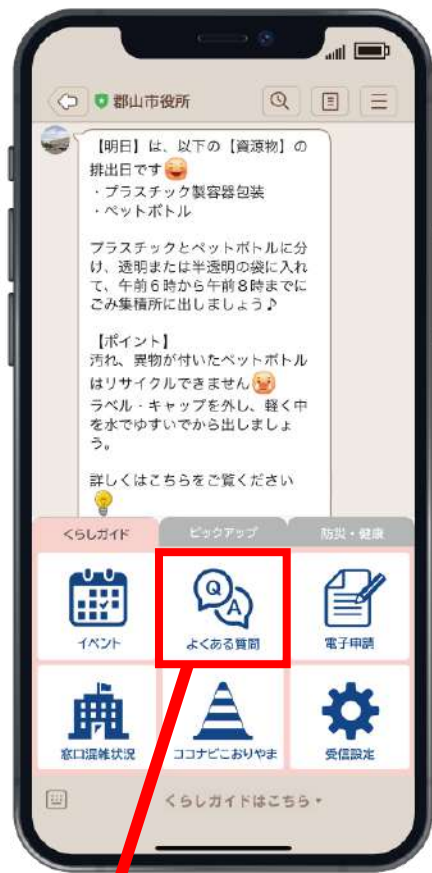 郡山市役所
【明日】は、以下の【資源物】の
排出日です
・プラスチック製容器包装
・ペットボトル
プラスチックとペットボトルに分
け、透明または半透明の袋に入れ
て、午前6時から午前8時までに
ごみ集積所に出しましょう♪
【ポイント】
汚れ、異物が付いたペットボトル
はリサイクルできません
ラベル・キャップを外し、軽く中
を水でゆすいでから出しましょ
う。
詳しくはこちらをご覧ください
くらしガイド ピックアップ 防災・健康
Q A
イベント よくある質問 電子申請
窓口混雑状況 ココナビこおりやま 受信設定
くらしガイドはこちら▾